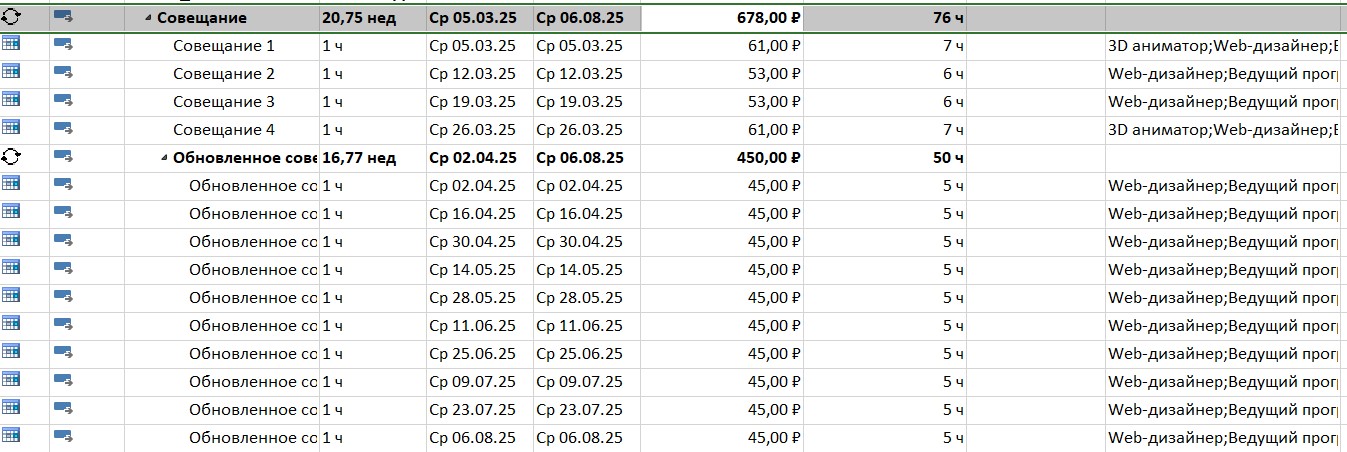 Совещание 20,75 нед Ср 05.03.25 Ср 06.08.25 678,00 ₽ 76 ч
Совещание 1 1 ч Ср 05.03.25 Ср 05.03.25 61,00 ₽ 7 ч 3D аниматор;Web-дизайнер;В
Совещание 2 1 ч Ср 12.03.25 Ср 12.03.25 53,00 ₽ 6 ч Web-дизайнер;Ведущий прог
Совещание 3 1 ч Ср 19.03.25 Ср 19.03.25 53,00 ₽ 6 ч Web-дизайнер;Ведущий прог
Совещание 4 1 ч Ср 26.03.25 Ср 26.03.25 61,00 ₽ 7 ч 3D аниматор;Web-дизайнер;В
Обновленное сове 16,77 нед Ср 02.04.25 Ср 06.08.25 450,00 ₽ 50 ч
Обновленное со 1 ч Ср 02.04.25 Ср 02.04.25 45,00 ₽ 5 ч Web-дизайнер;Ведущий прог
Обновленное со 1 ч Ср 16.04.25 Ср 16.04.25 45,00 ₽ 5 ч Web-дизайнер;Ведущий прог
Обновленное со 1 ч Ср 30.04.25 Ср 30.04.25 45,00 ₽ 5 ч Web-дизайнер;Ведущий прог
Обновленное со 1 ч Ср 14.05.25 Ср 14.05.25 45,00 ₽ 5 ч Web-дизайнер;Ведущий прог
Обновленное со 1 ч Ср 28.05.25 Ср 28.05.25 45,00 ₽ 5 ч Web-дизайнер;Ведущий прог
Обновленное со 1 ч Ср 11.06.25 Ср 11.06.25 45,00 ₽ 5 ч Web-дизайнер;Ведущий прог
Обновленное со 1 ч Ср 25.06.25 Ср 25.06.25 45,00 ₽ 5 ч Web-дизайнер;Ведущий прог
Обновленное со 1 ч Ср 09.07.25 Ср 09.07.25 45,00 ₽ 5 ч Web-дизайнер;Ведущий прог
Обновленное со 1 ч Ср 23.07.25 Ср 23.07.25 45,00 ₽ 5 ч Web-дизайнер;Ведущий прог
Обновленное со 1 ч Ср 06.08.25 Ср 06.08.25 45,00 ₽ 5 ч Web-дизайнер;Ведущий прог